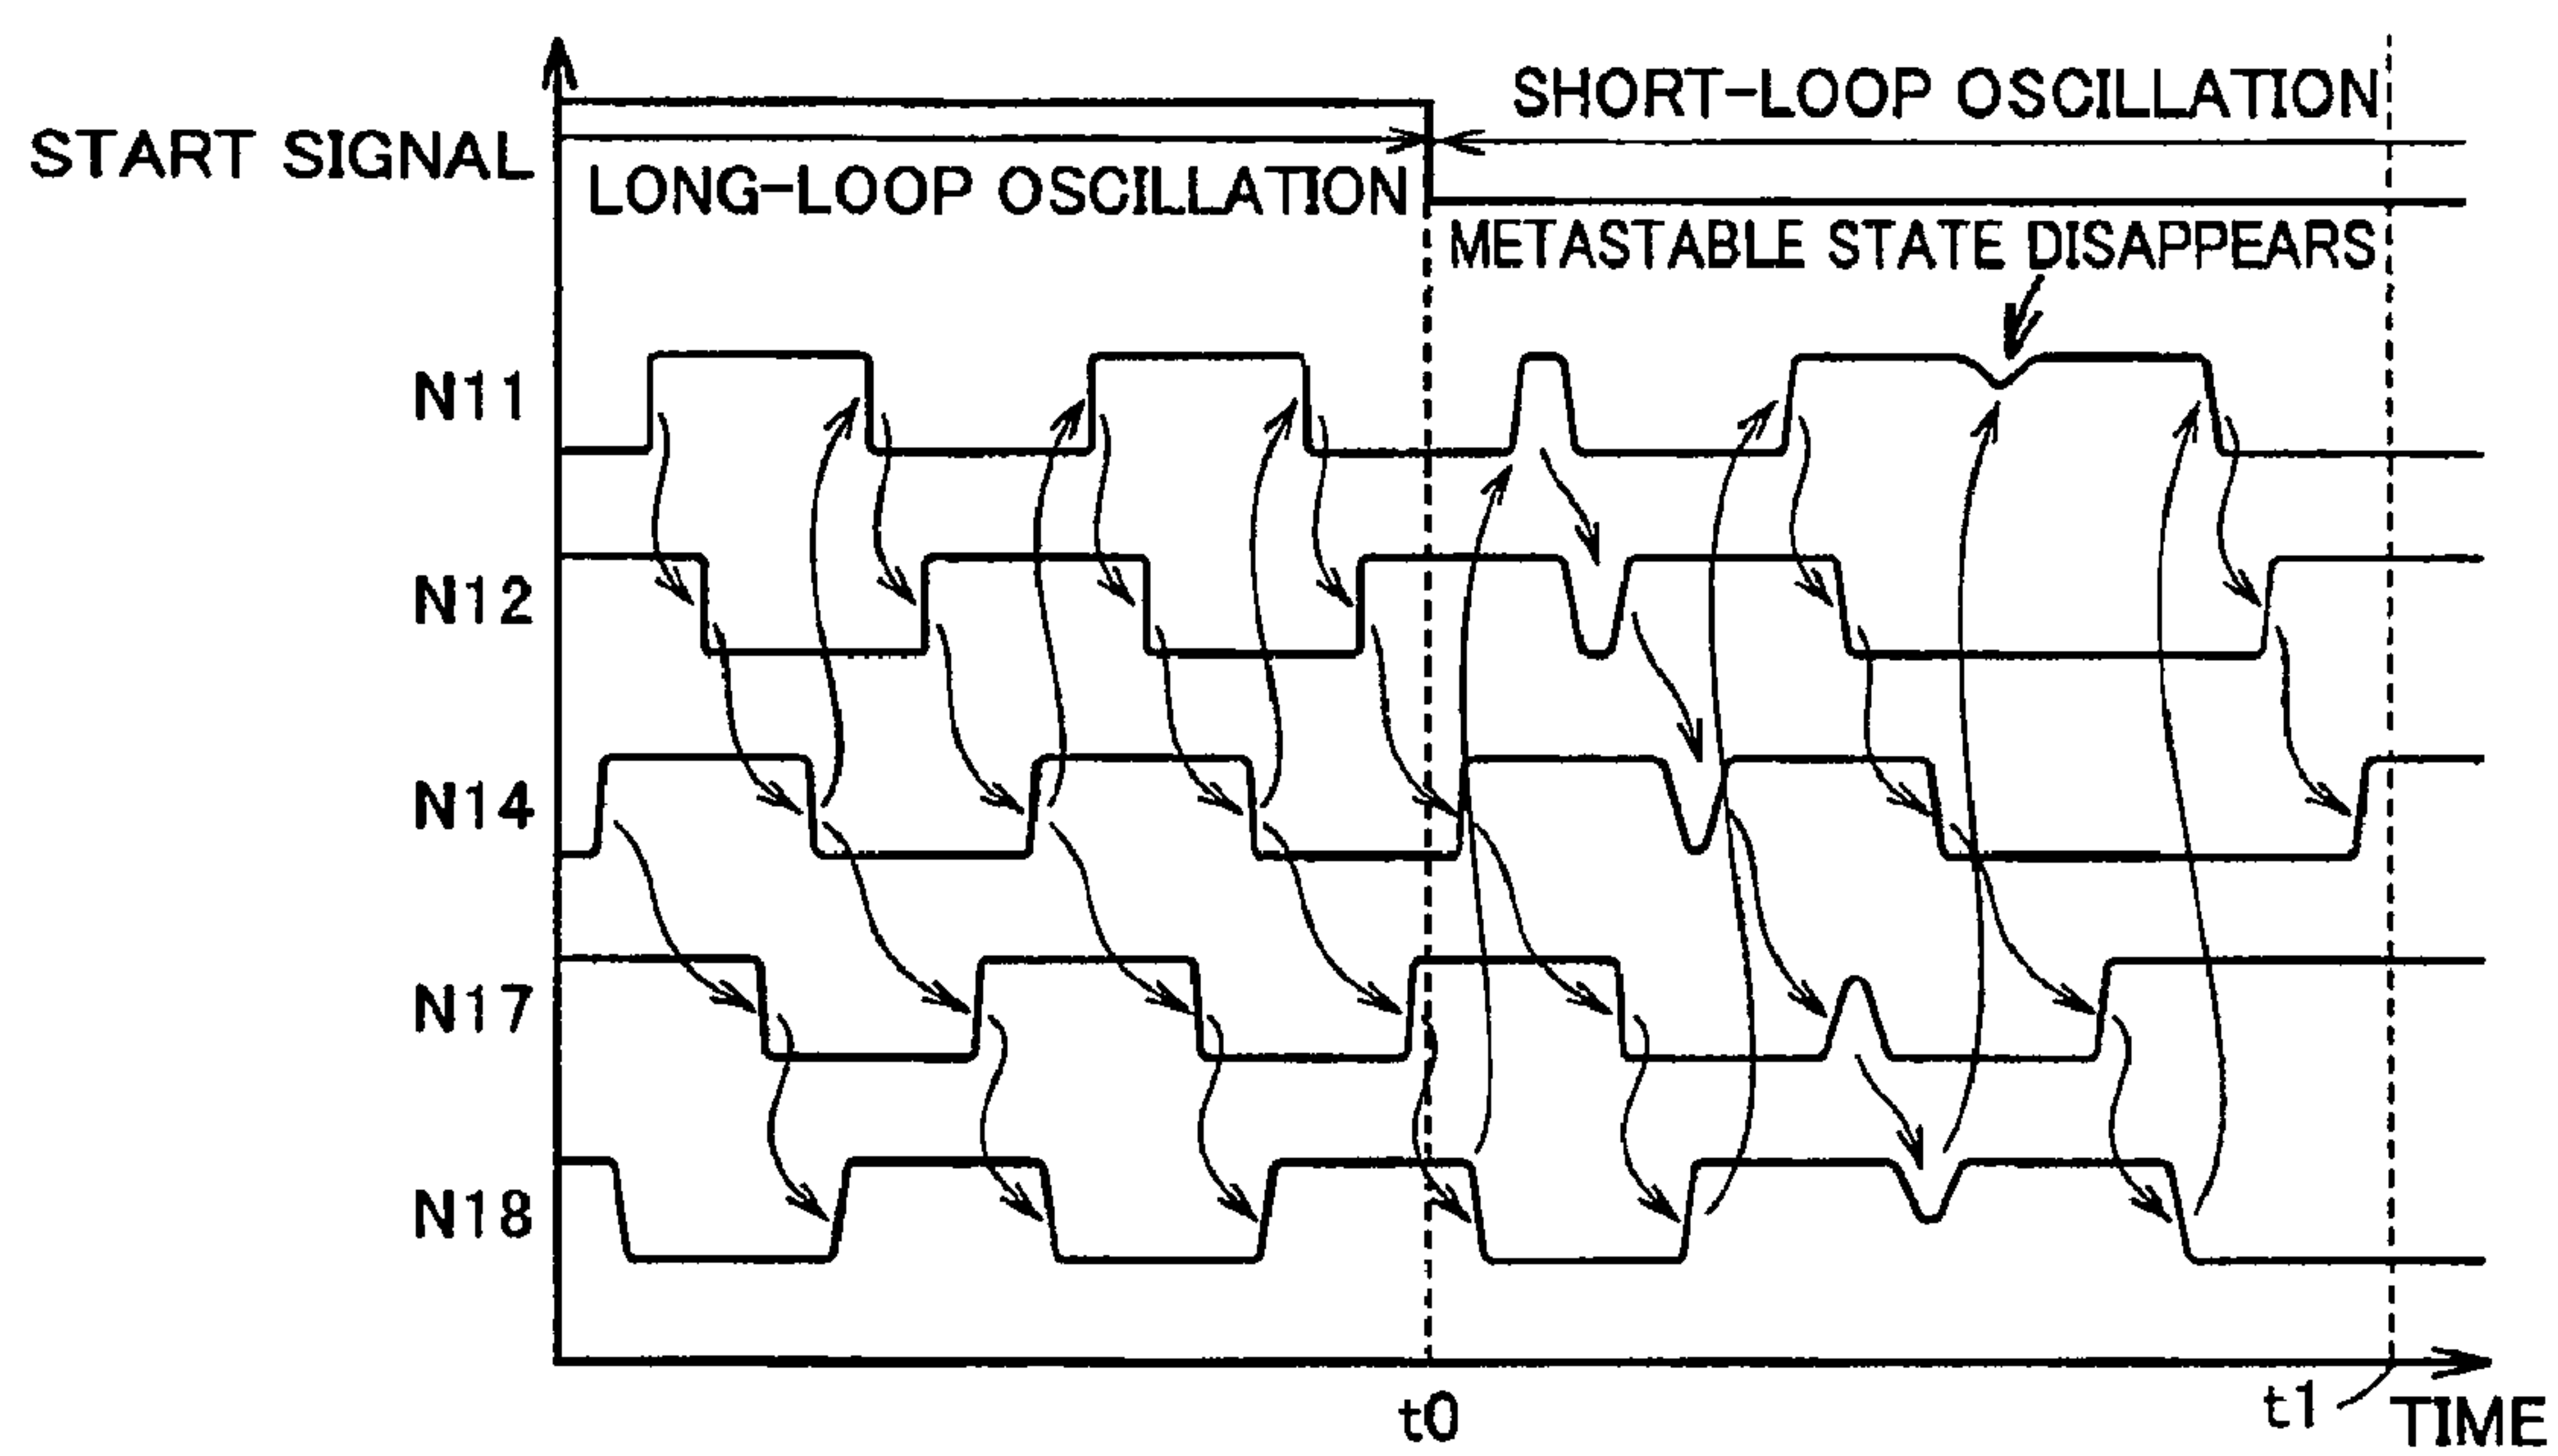 SHORT-LOOP OSCILLATION
START SIGNAL
LONG-LOOP OSCILLATION
METASTABLE STATE DISAPPEARS
N11
N12
N14
N17
N18
t0
t1
TIME